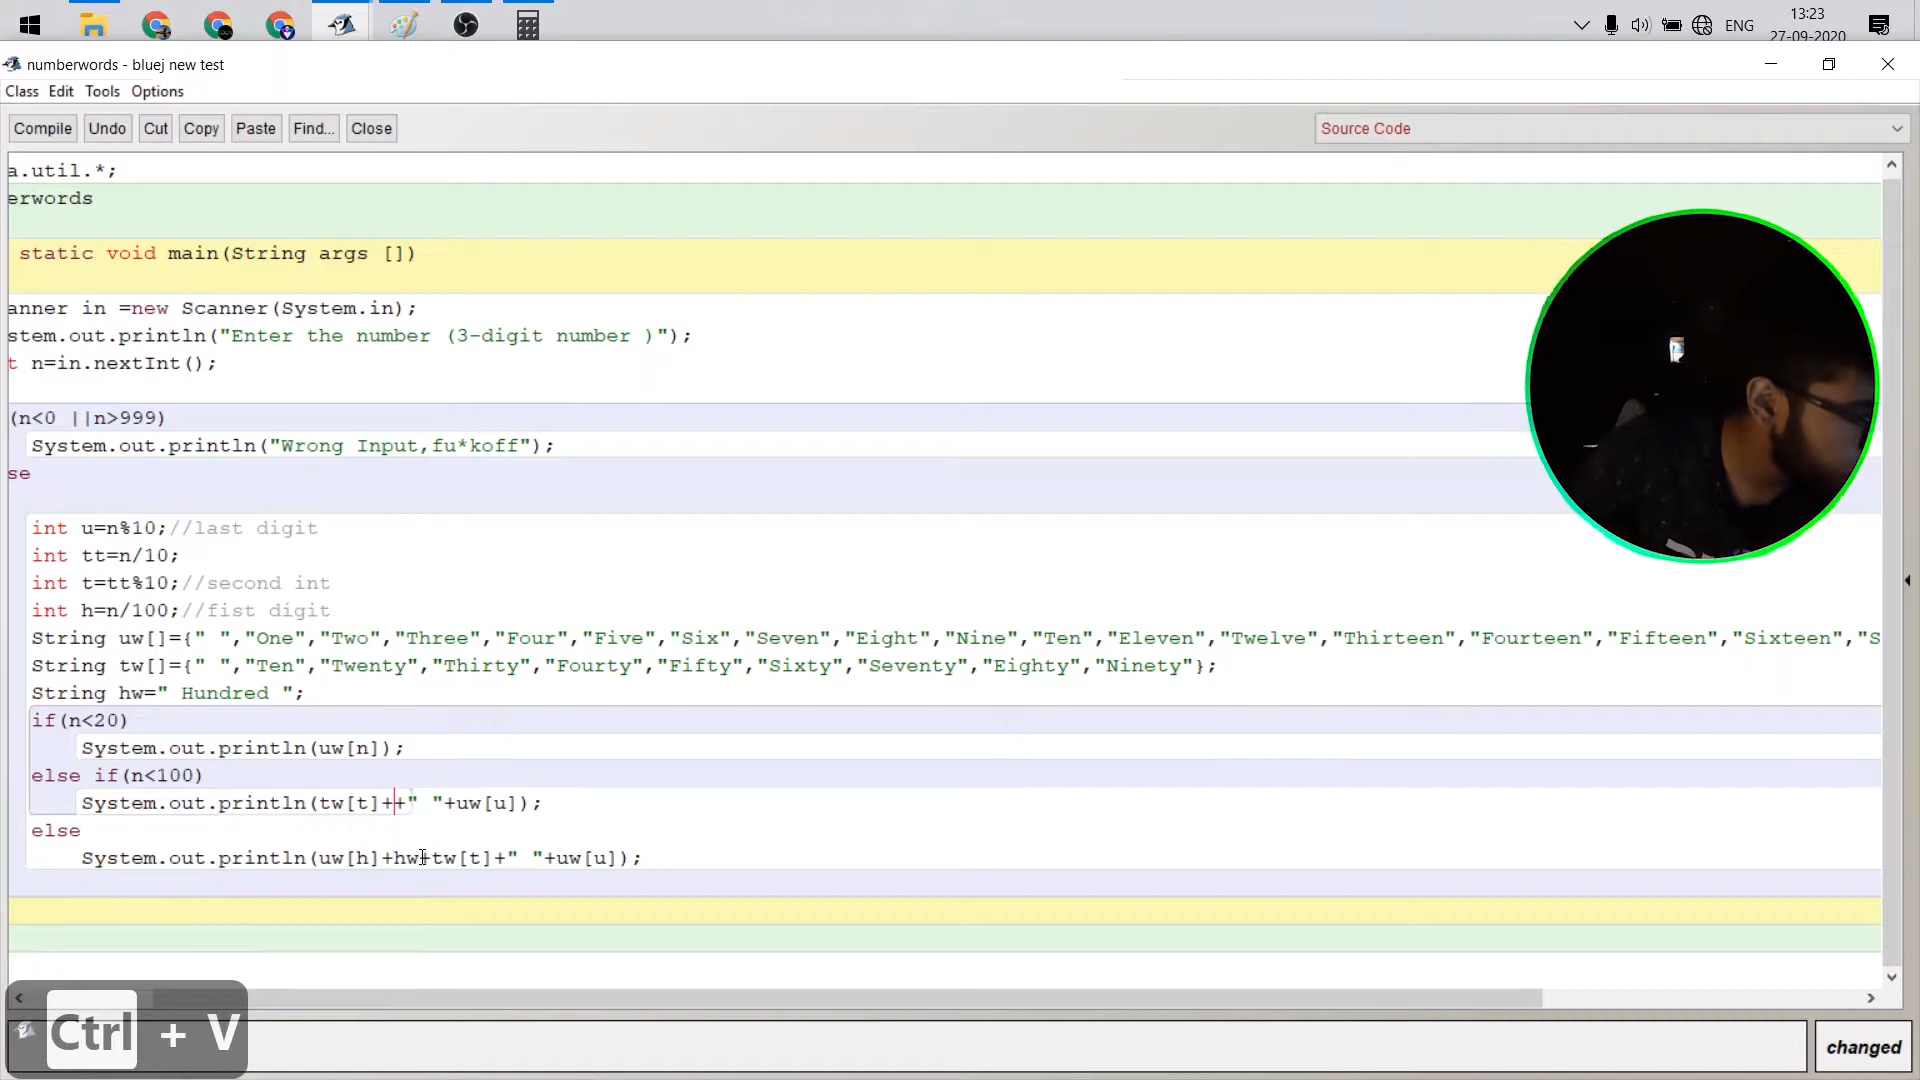 ENG
13:23
27-09-2020
numberwords - bluej new test
Class Edit Tools Options
Compile Undo Cut Copy Paste Find... Close
Source Code
a.util.*;
erwords
static void main(String args [])
anner in =new Scanner(System.in);
stem.out.println("Enter the number (3-digit number )");
t n=in.nextInt();
(n<0 ||n>999)
System.out.println("Wrong Input,fu*koff");
se
int u=n%10;//last digit
int tt=n/10;
int t=tt%10;//second int
int h=n/100;//fist digit
String uw[]={" ","One","Two","Three","Four","Five","Six","Seven","Eight","Nine","Ten","Eleven","Twelve","Thirteen","Fourteen","Fifteen","Sixteen","S
String tw[]={" ","Ten","Twenty","Thirty","Fourty","Fifty","Sixty","Seventy","Eighty","Ninety"};
String hw=" Hundred ";
if(n<20)
System.out.println(uw[n]);
else if(n<100)
System.out.println(tw[t]++" "+uw[u]);
else
System.out.println(uw[h]+hw+tw[t]+" "+uw[u]);
Ctrl + V
changed